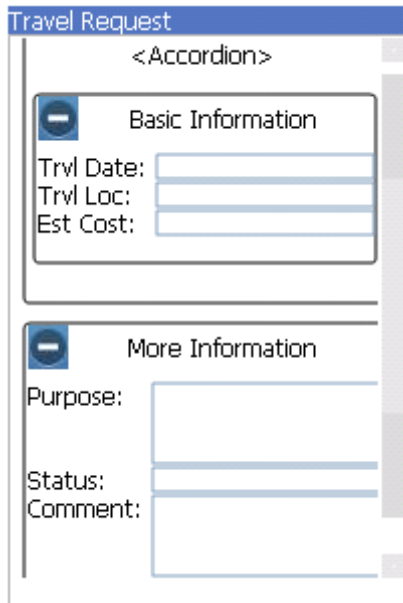 Travel Request
<Accordion>
Basic Information
Trvl Date:
Trvl Loc:
Est Cost:
More Information
Purpose:
Status:
Comment: